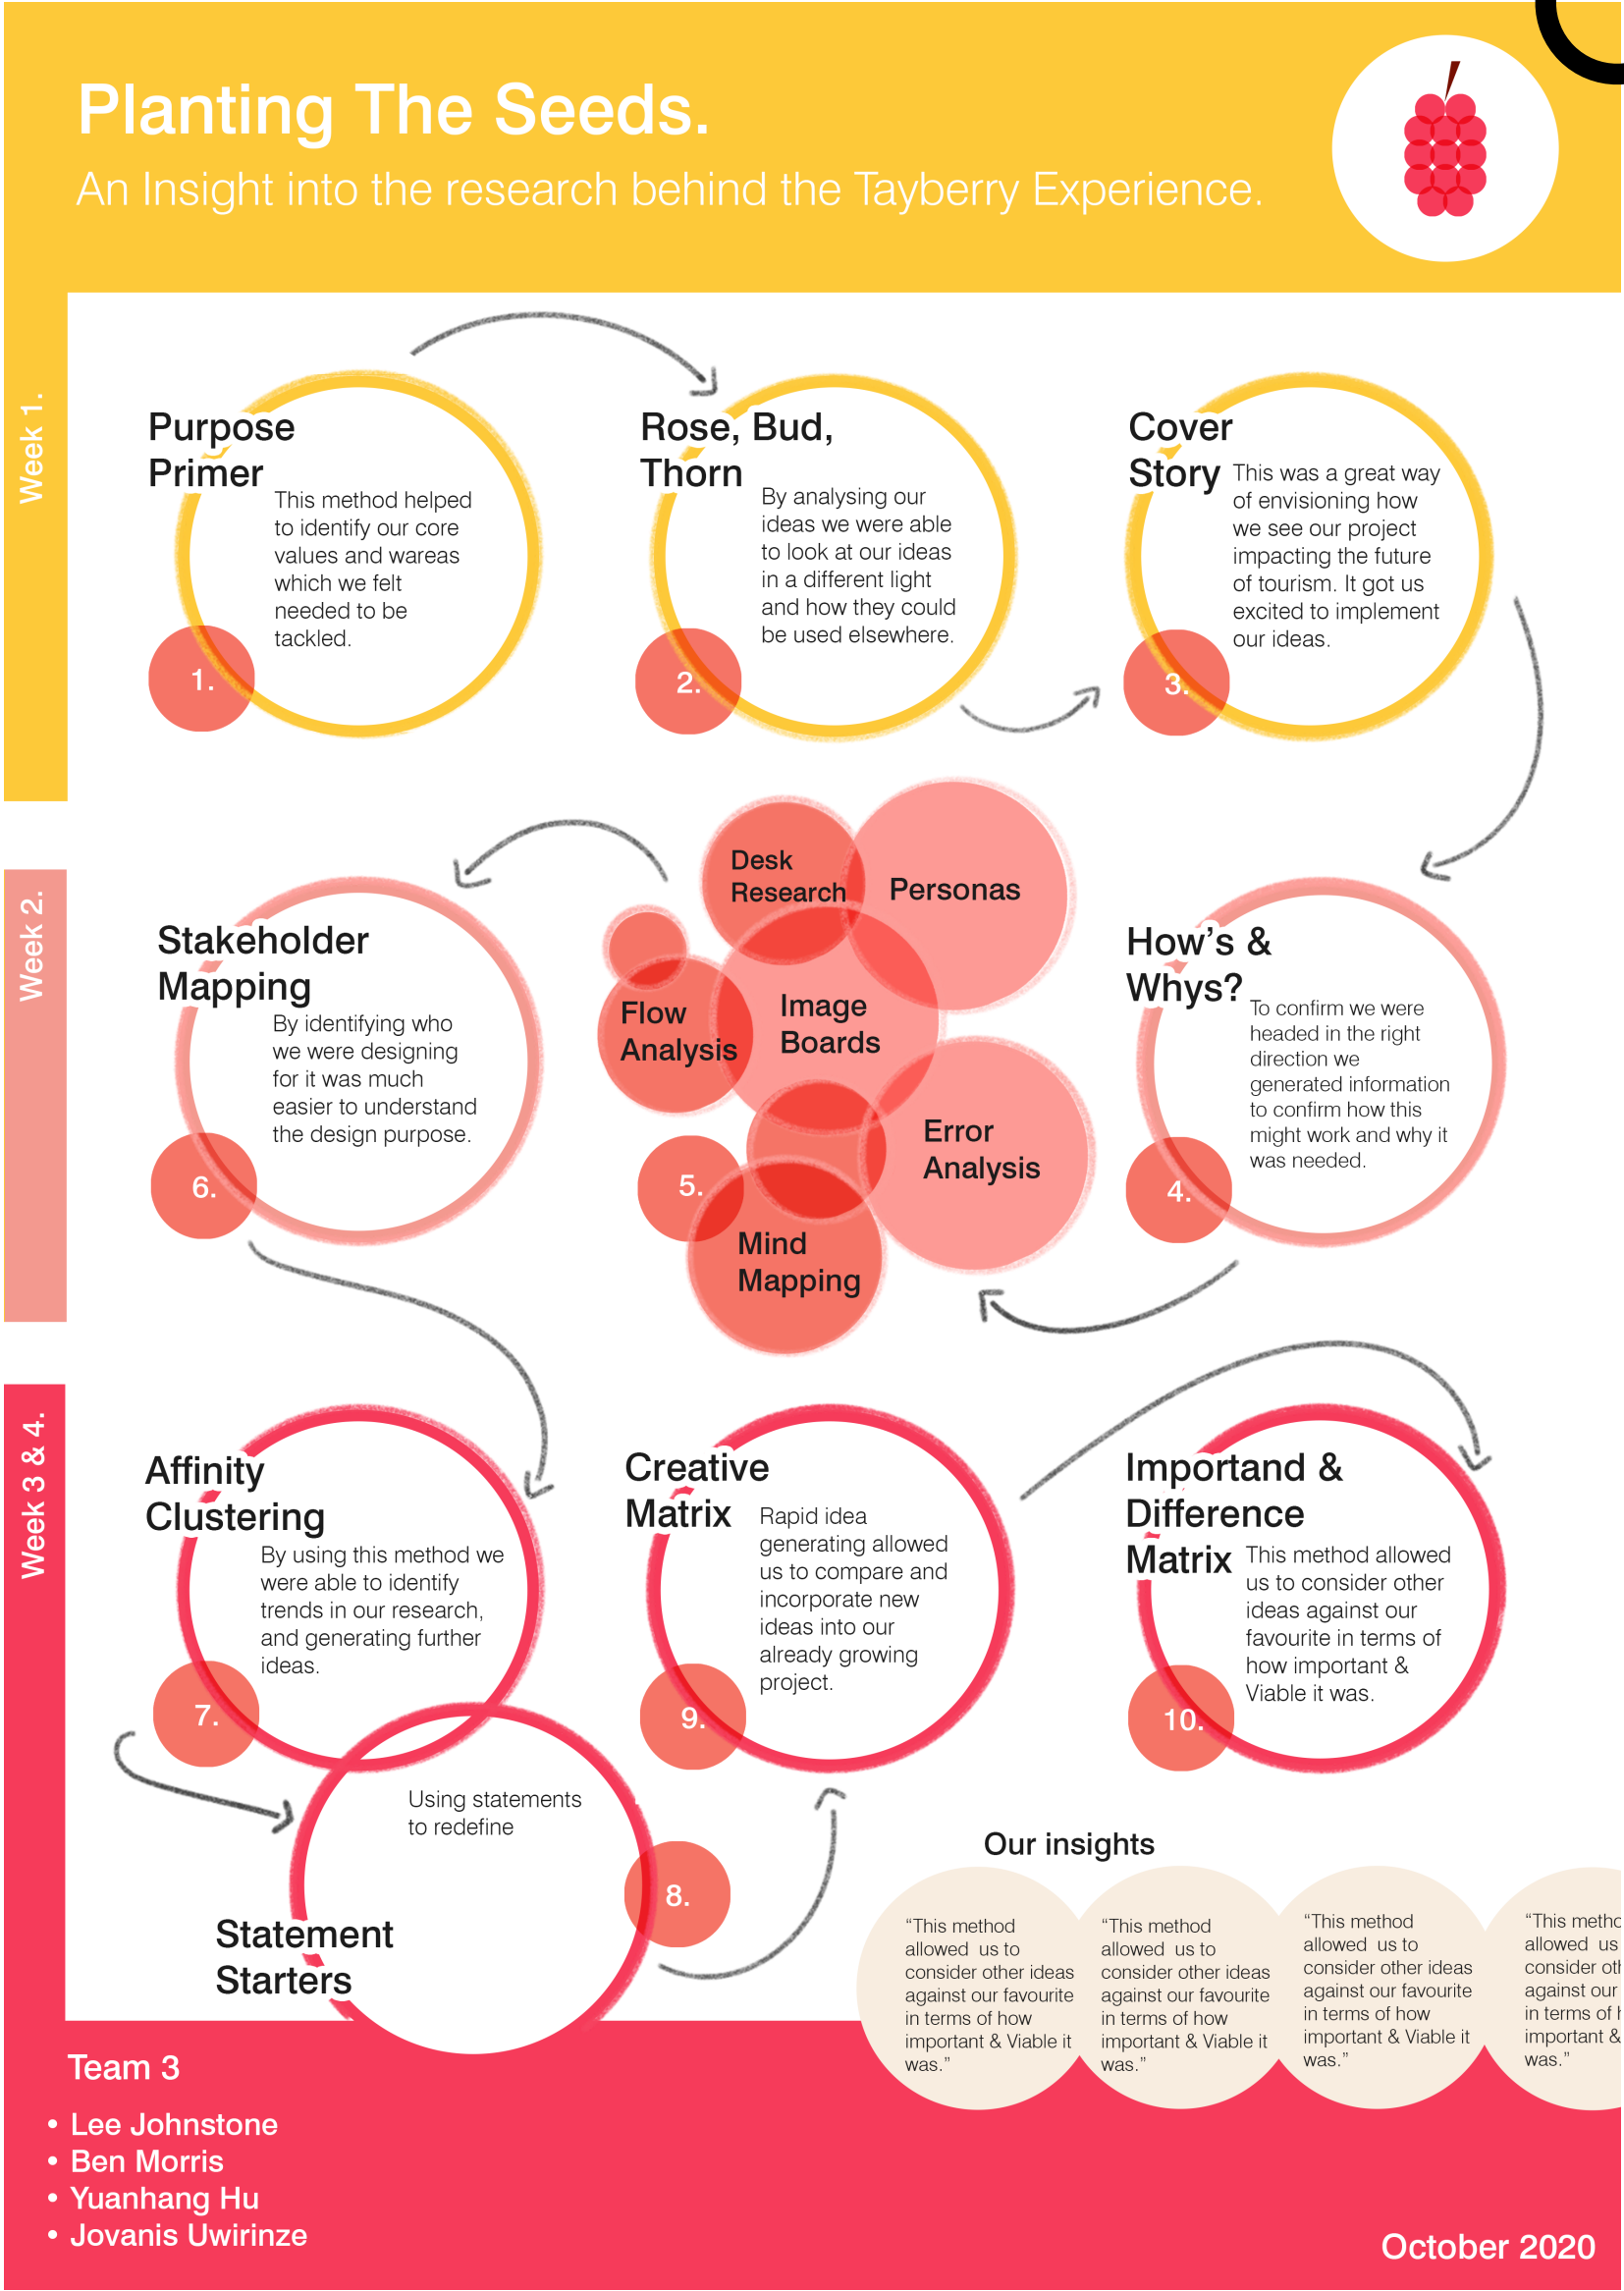 Planting The Seeds.
An Insight into the research behind the Tayberry Experience.
Week 1.
Purpose
Primer
This method helped
to identify our core
values and wareas
which we felt
needed to be
tackled.
1.
Rose, Bud,
Thorn
By analysing our
ideas we were able
to look at our ideas
in a different light
and how they could
be used elsewhere.
2.
Cover
Story
This was a great way
of envisioning how
we see our project
impacting the future
of tourism. It got us
excited to implement
our ideas.
3.
Week 2.
Stakeholder
Mapping
By identifying who
we were designing
for it was much
easier to understand
the design purpose.
6.
Desk
Research
Personas
Flow
Analysis
Image
Boards
Error
Analysis
5.
Mind
Mapping
How's &
Whys?
To confirm we were
headed in the right
direction we
generated information
to confirm how this
might work and why it
was needed.
4.
Week 3 & 4.
Affinity
Clustering
By using this method we
were able to identify
trends in our research,
and generating further
ideas.
7.
Using statements
to redefine
8.
Statement
Starters
Creative
Matrix
Rapid idea
generating allowed
us to compare and
incorporate new
ideas into our
already growing
project.
9.
Importand &
Difference
Matrix
This method allowed
us to consider other
ideas against our
favourite in terms of
how important &
Viable it was.
10.
Our insights
“This method
allowed  us to
consider other ideas
against our favourite
in terms of how
important & Viable it
was.”
“This method
allowed  us to
consider other ideas
against our favourite
in terms of how
important & Viable it
was.”
“This method
allowed  us to
consider other ideas
against our favourite
in terms of how
important & Viable it
was.”
“This
allowed  us
consider
against our
in terms of
important &
was.”
Team 3
• Lee Johnstone
• Ben Morris
• Yuanhang Hu
• Jovanis Uwirinze
October 2020